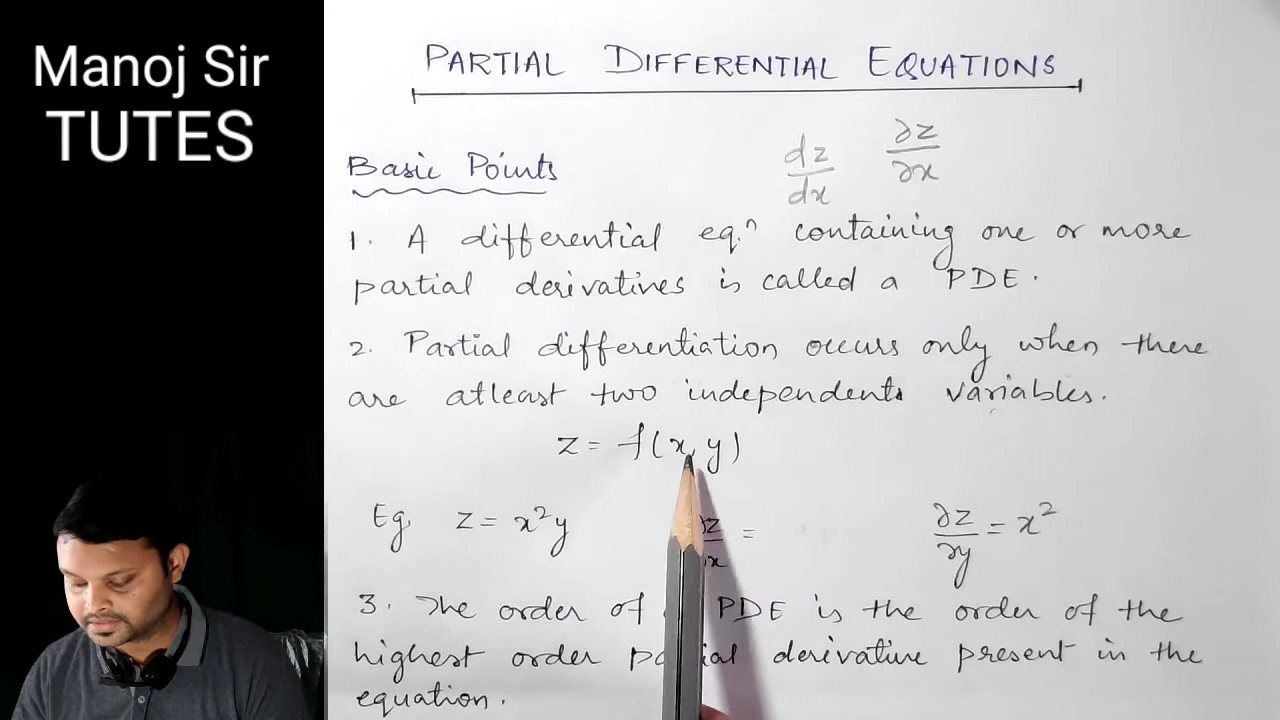 Manoj Sir
TUTES
PARTIAL DIFFERENTIAL EQUATIONS
dz/dx ∂z/∂x
Basic Points
1. A differential eq.ⁿ containing one or more
partial derivatives is called a PDE.
2. Partial differentiation occurs only when there
are atleast two independent variables.
z = f(x, y)
Eg, z = x²y ∂z/∂x = ∂z/∂y = x²
3. The order of PDE is the order of the
highest order derivative present in the
equation.